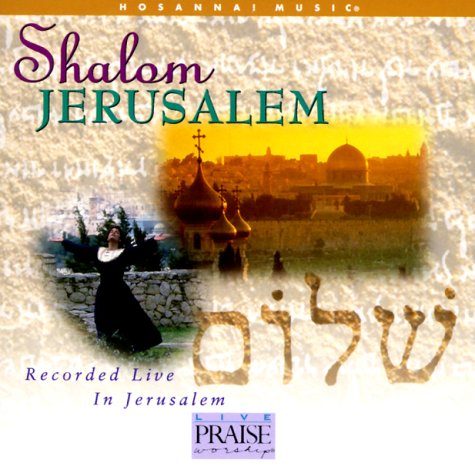 HOSANNA! MUSIC®
Shalom
JERUSALEM
שלום
Recorded Live
In Jerusalem
LIVE
PRAISE
worship